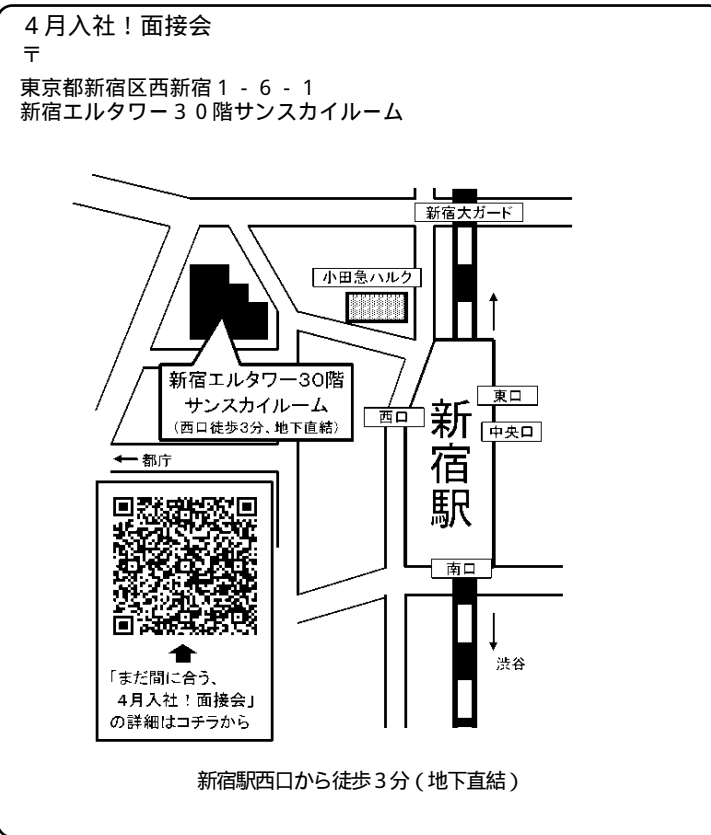 ４月入社！面接会
〒
東京都新宿区西新宿１‐６‐１
新宿エルタワー３０階サンスカイルーム
新宿大ガード
小田急ハルク
新宿エルタワー30階
サンスカイルーム
（西口徒歩3分、地下直結）
西口
新宿駅
東口
中央口
←都庁
南口
渋谷
「まだ間に合う、
4月入社！面接会」
の詳細はコチラから
新宿駅西口から徒歩３分（地下直結）